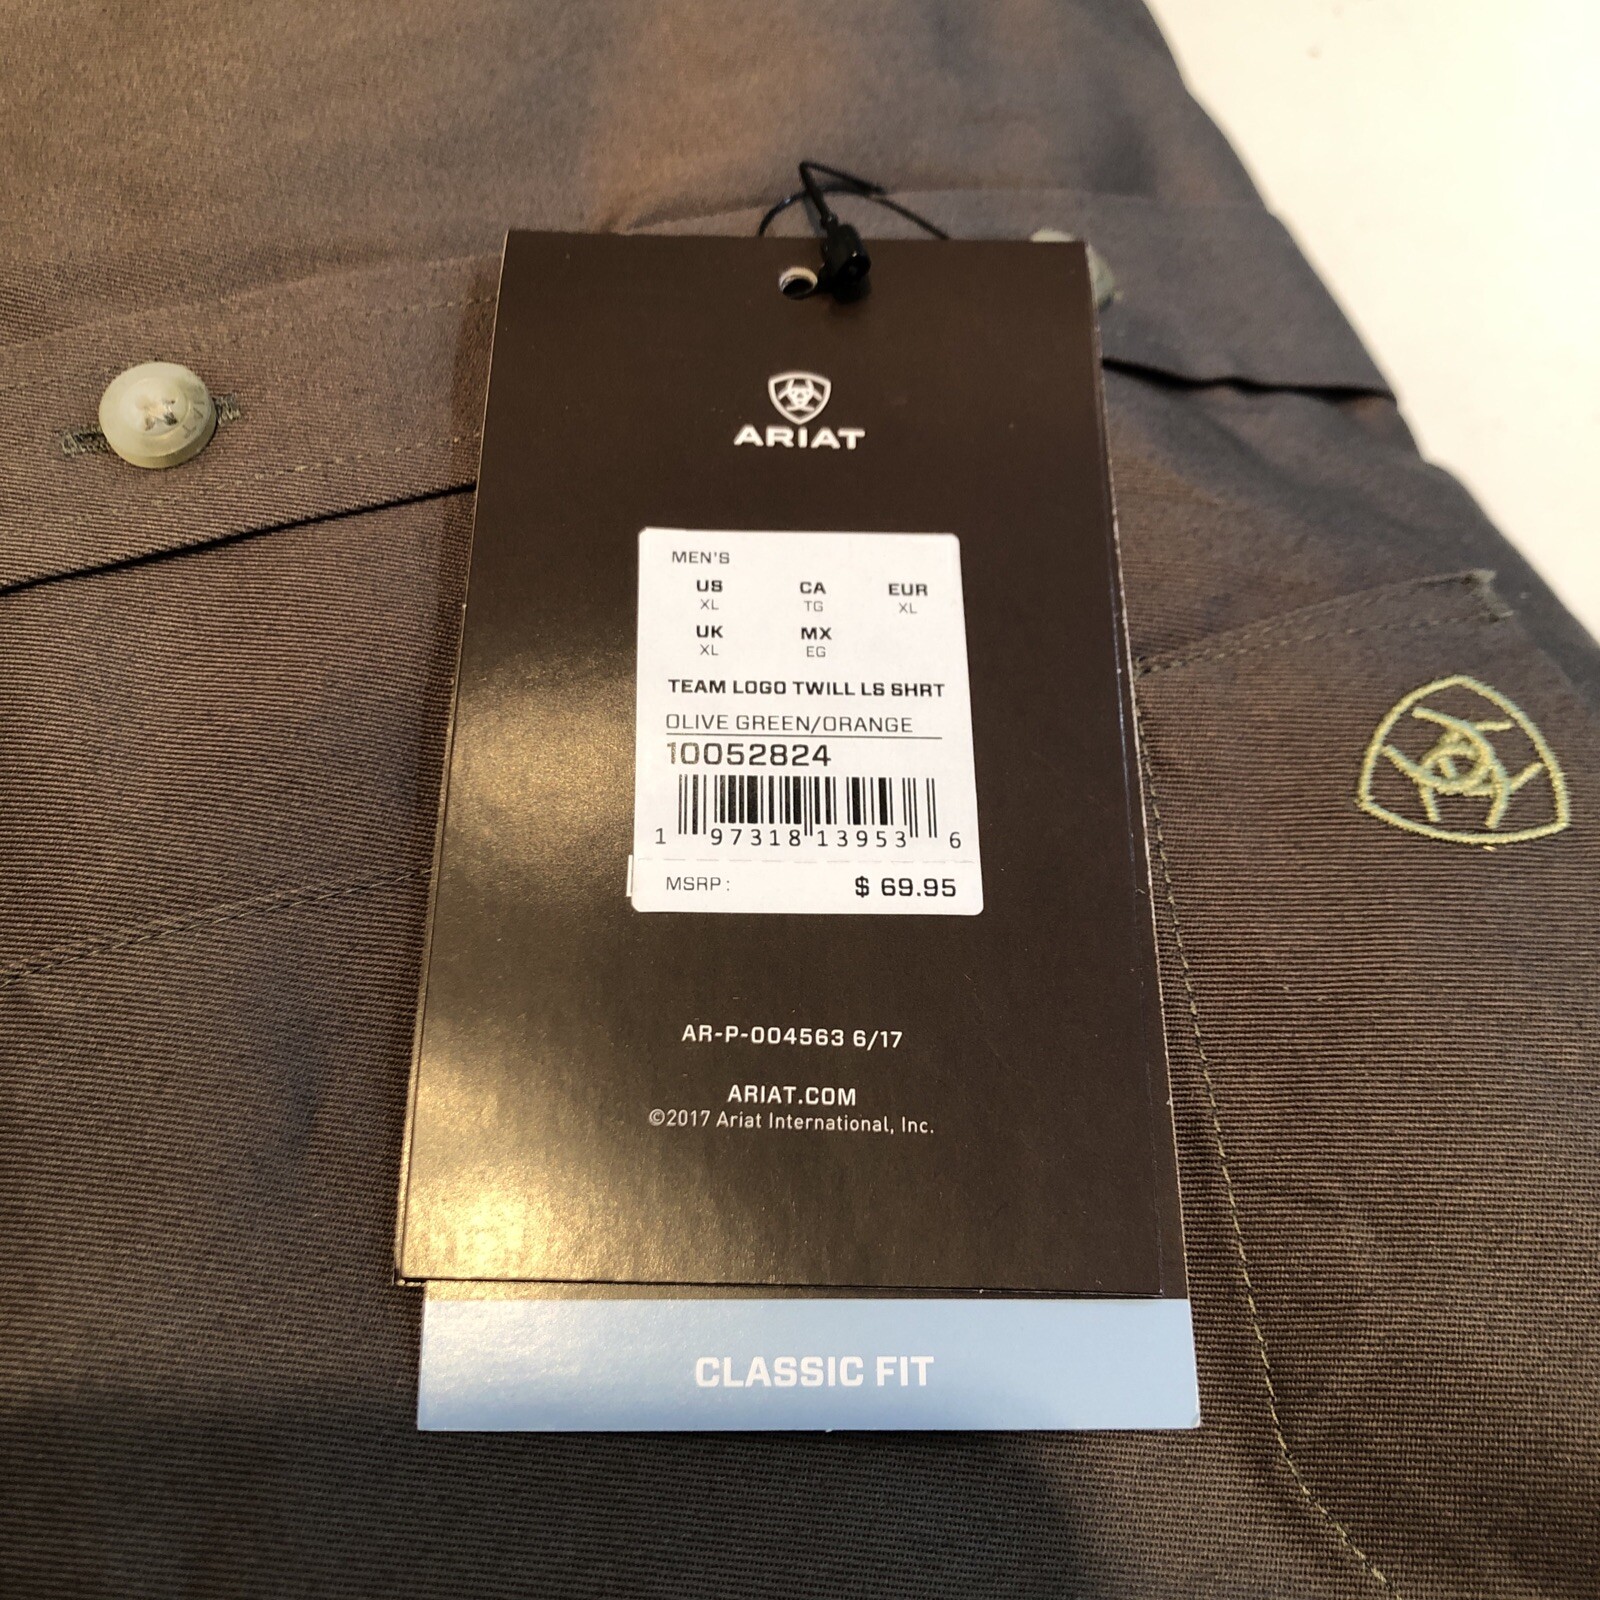 ARIAT
MEN'S
US CA EUR
XL TG XL
UK MX
XL EG
TEAM LOGO TWILL LS SHRT
OLIVE GREEN/ORANGE
10052824
1 97318 13953 6
MSRP: $ 69.95
AR-P-004563 6/17
ARIAT.COM
©2017 Ariat International, Inc.
CLASSIC FIT